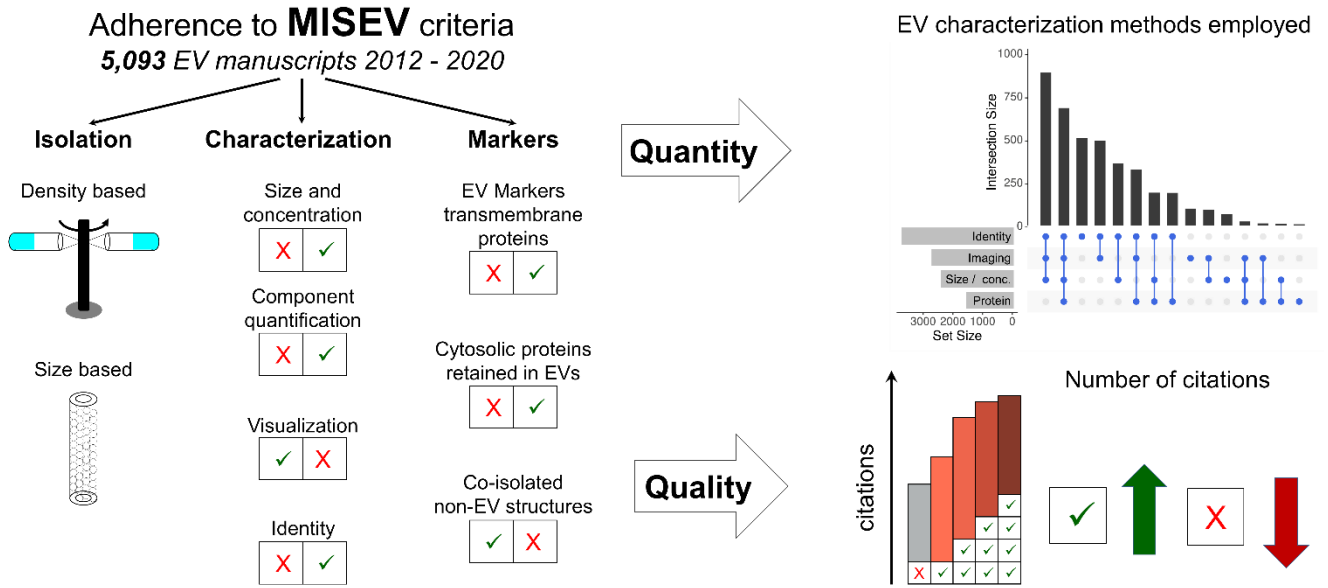 Adherence to MISEV criteria
5,093 EV manuscripts 2012 - 2020
Isolation
Density based
Size based
Characterization
Size and
concentration
X ✓
Component
quantification
X ✓
Visualization
✓ X
Identity
X ✓
Markers
EV Markers
transmembrane
proteins
X ✓
Cytosolic proteins
retained in EVs
X ✓
Co-isolated
non-EV structures
✓ X
Quantity
Quality
EV characterization methods employed
Intersection Size
1000
750
500
250
0
Identity
Imaging
Size / conc.
Protein
3000 2000 1000 0
Set Size
Number of citations
citations
✓
✓ ✓
✓ ✓ ✓
X ✓ ✓ ✓ ✓
✓ X